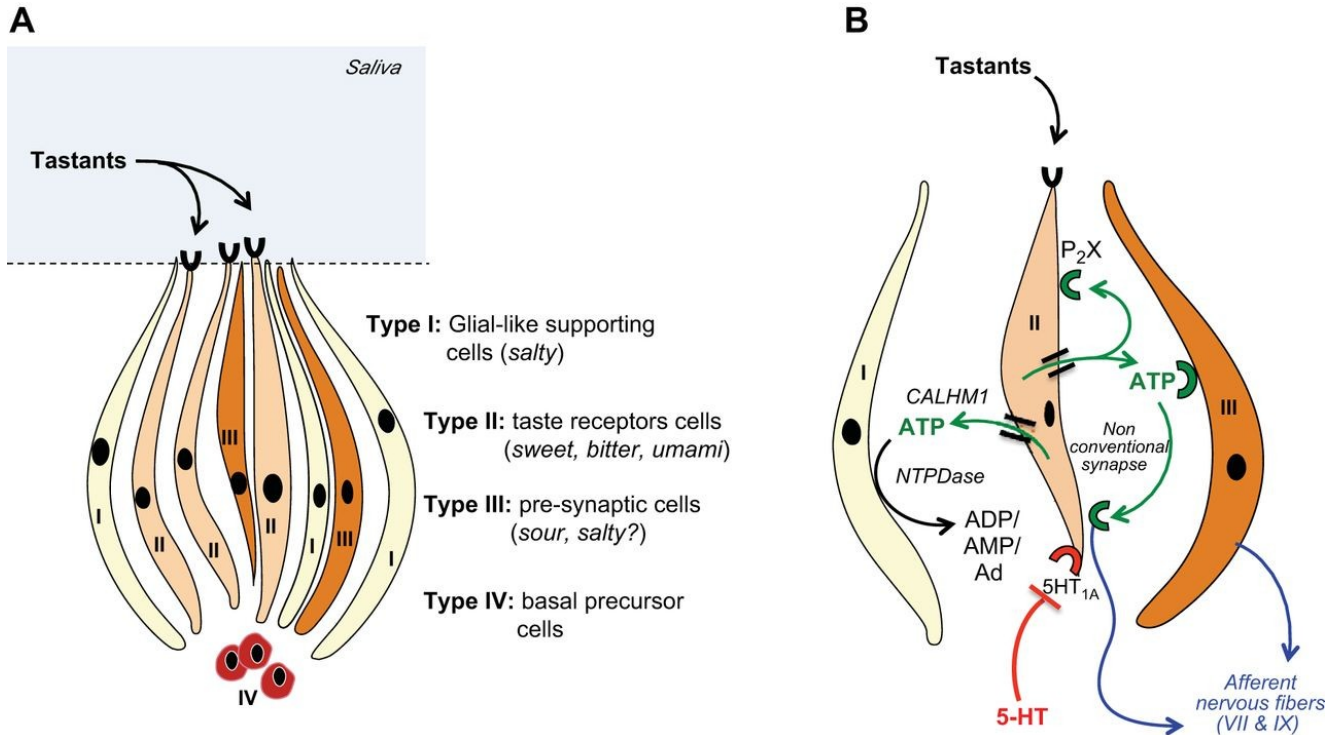 A
Saliva
Tastants
Type I: Glial-like supporting
cells (salty)
Type II: taste receptors cells
(sweet, bitter, umami)
Type III: pre-synaptic cells
(sour, salty?)
Type IV: basal precursor
cells
III
I
II
II
II
I
III
I
IV
B
Tastants
P2X
II
I
III
ATP
CALHM1
ATP
Non
conventional
synapse
NTPDase
ADP/
AMP/
Ad
5HT1A
5-HT
Afferent
nervous fibers
(VII & IX)